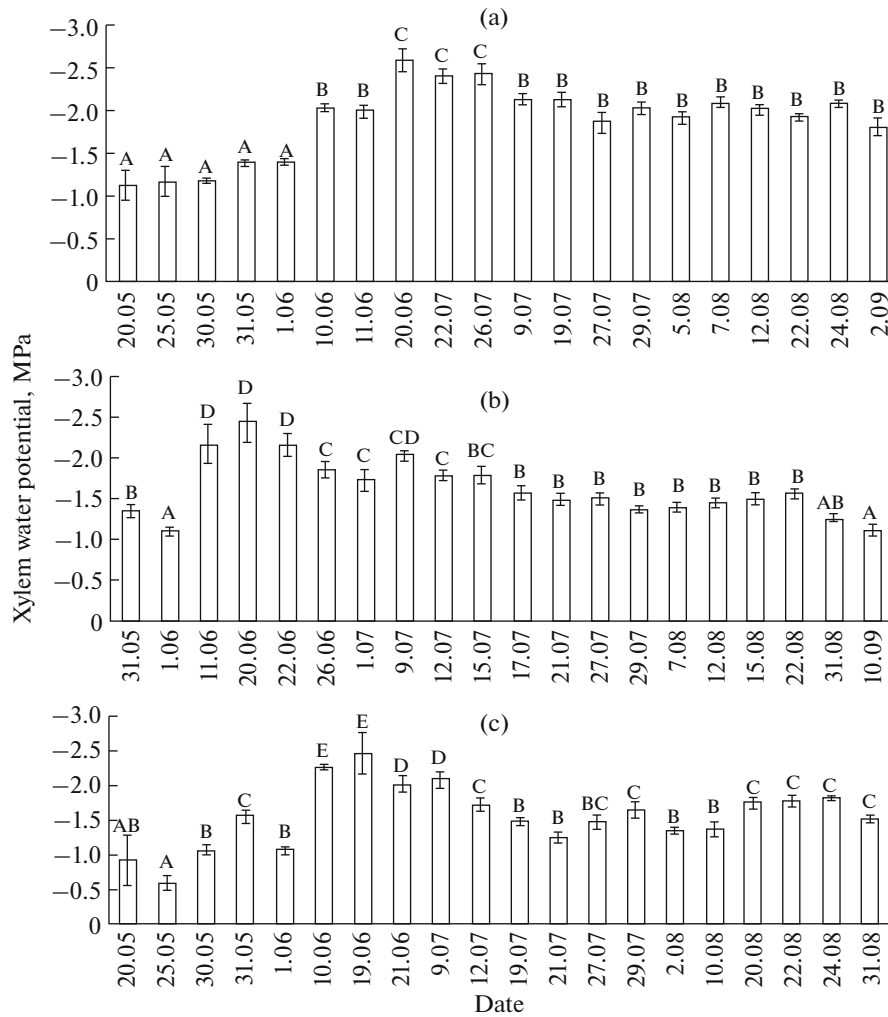 (a)
−3.0
−2.5
−2.0
−1.5
−1.0
−0.5
0
A A A A A B B C C C B B B B B B B B B B
20.05 25.05 30.05 31.05 1.06 10.06 11.06 20.06 22.07 26.07 9.07 19.07 27.07 29.07 5.08 7.08 12.08 22.08 24.08 2.09
Xylem water potential, MPa
(b)
−3.0
−2.5
−2.0
−1.5
−1.0
−0.5
0
B A D D D C C CD C BC B B B B B B B B AB A
31.05 1.06 11.06 20.06 22.06 26.06 1.07 9.07 12.07 15.07 17.07 21.07 27.07 29.07 7.08 12.08 15.08 22.08 31.08 10.09
(c)
−3.0
−2.5
−2.0
−1.5
−1.0
−0.5
0
AB A B C B E E D D C B B BC C B B C C C C
20.05 25.05 30.05 31.05 1.06 10.06 19.06 21.06 9.07 12.07 19.07 21.07 27.07 29.07 2.08 10.08 20.08 22.08 24.08 31.08
Date